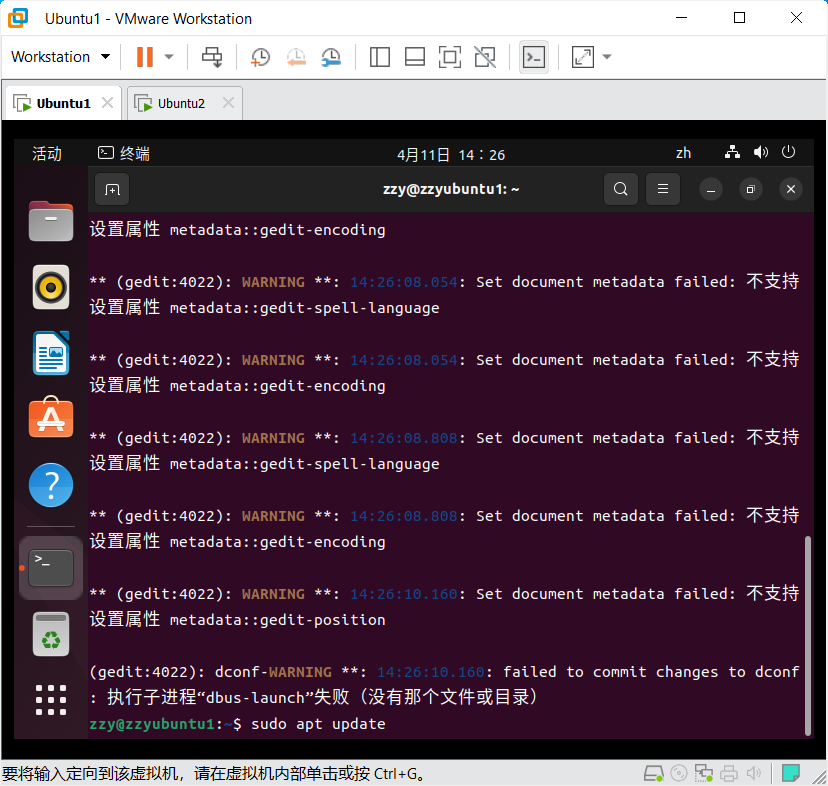 Ubuntu1 - VMware Workstation
Workstation
Ubuntu1
Ubuntu2
活动 终端 4月11日 14：26 zh
zzy@zzyubuntu1: ~
设置属性 metadata::gedit-encoding
** (gedit:4022): WARNING **: 14:26:08.054: Set document metadata failed: 不支持
设置属性 metadata::gedit-spell-language
** (gedit:4022): WARNING **: 14:26:08.054: Set document metadata failed: 不支持
设置属性 metadata::gedit-encoding
** (gedit:4022): WARNING **: 14:26:08.808: Set document metadata failed: 不支持
设置属性 metadata::gedit-spell-language
** (gedit:4022): WARNING **: 14:26:08.808: Set document metadata failed: 不支持
设置属性 metadata::gedit-encoding
** (gedit:4022): WARNING **: 14:26:10.160: Set document metadata failed: 不支持
设置属性 metadata::gedit-position
(gedit:4022): dconf-WARNING **: 14:26:10.160: failed to commit changes to dconf
: 执行子进程“dbus-launch”失败（没有那个文件或目录）
zzy@zzyubuntu1:~$ sudo apt update
要将输入定向到该虚拟机，请在虚拟机内部单击或按 Ctrl+G。